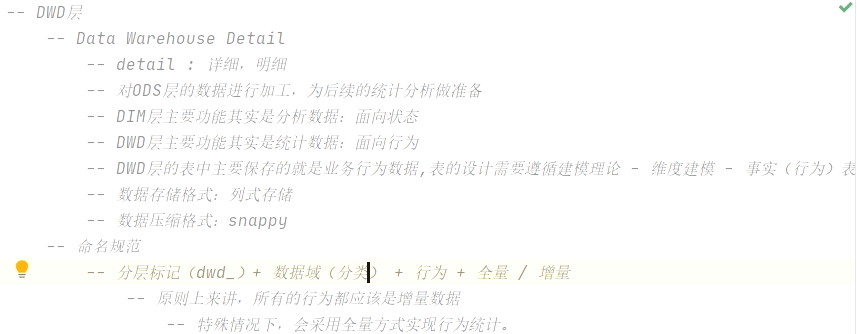 -- DWD层
-- Data Warehouse Detail
-- detail : 详细，明细
-- 对ODS层的数据进行加工，为后续的统计分析做准备
-- DIM层主要功能其实是分析数据：面向状态
-- DWD层主要功能其实是统计数据：面向行为
-- DWD层的表中主要保存的就是业务行为数据,表的设计需要遵循建模理论 - 维度建模 - 事实（行为）表
-- 数据存储格式：列式存储
-- 数据压缩格式：snappy
-- 命名规范
-- 分层标记（dwd_）+ 数据域（分类） + 行为 + 全量 / 增量
-- 原则上来讲，所有的行为都应该是增量数据
-- 特殊情况下，会采用全量方式实现行为统计。